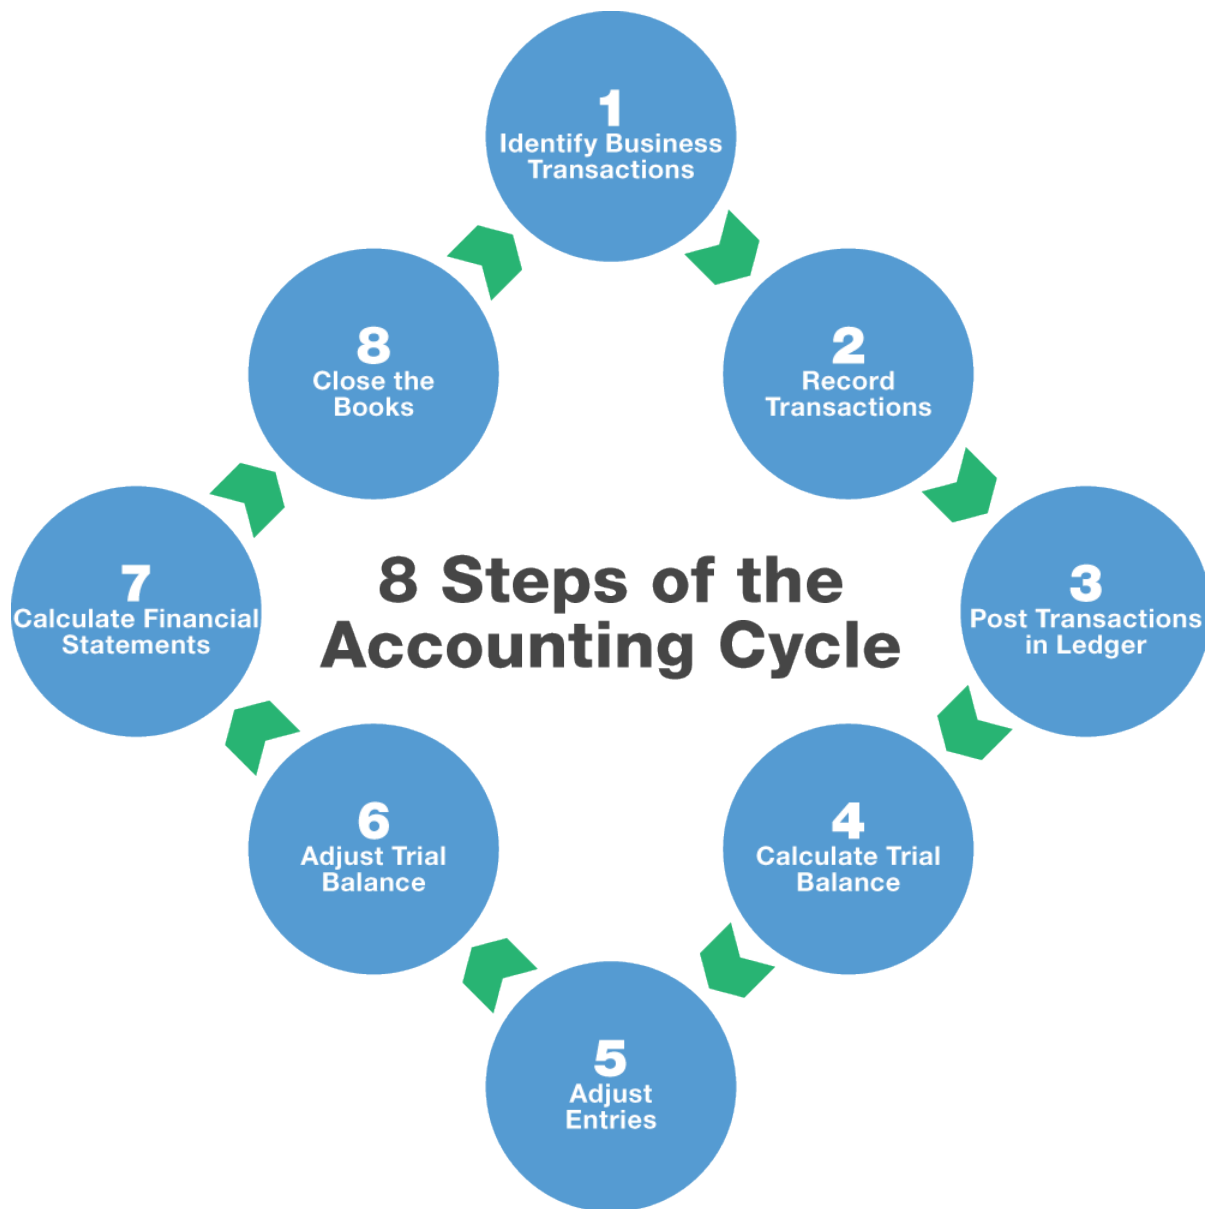 1
Identify Business
Transactions
2
Record
Transactions
3
Post Transactions
in Ledger
4
Calculate Trial
Balance
5
Adjust
Entries
6
Adjust Trial
Balance
7
Calculate Financial
Statements
8
Close the
Books
8 Steps of the
Accounting Cycle